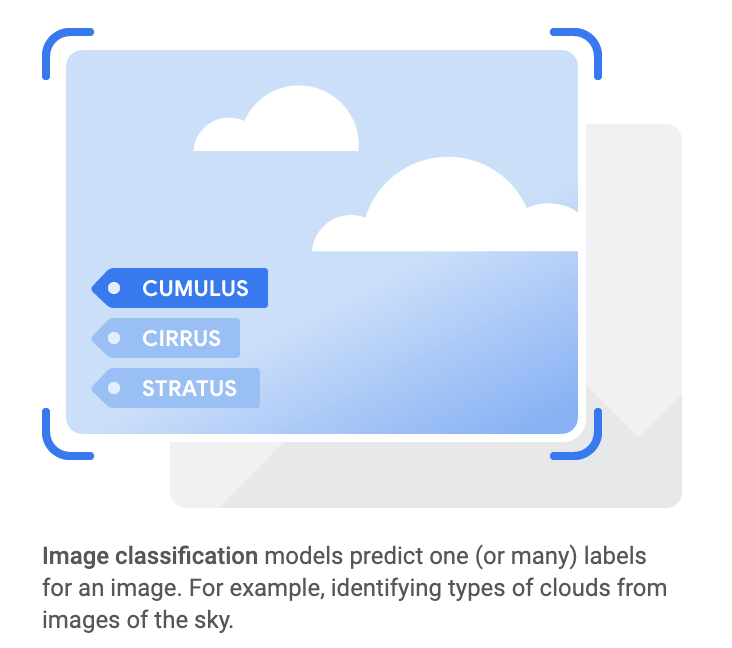 CUMULUS
CIRRUS
STRATUS
Image classification models predict one (or many) labels
for an image. For example, identifying types of clouds from
images of the sky.